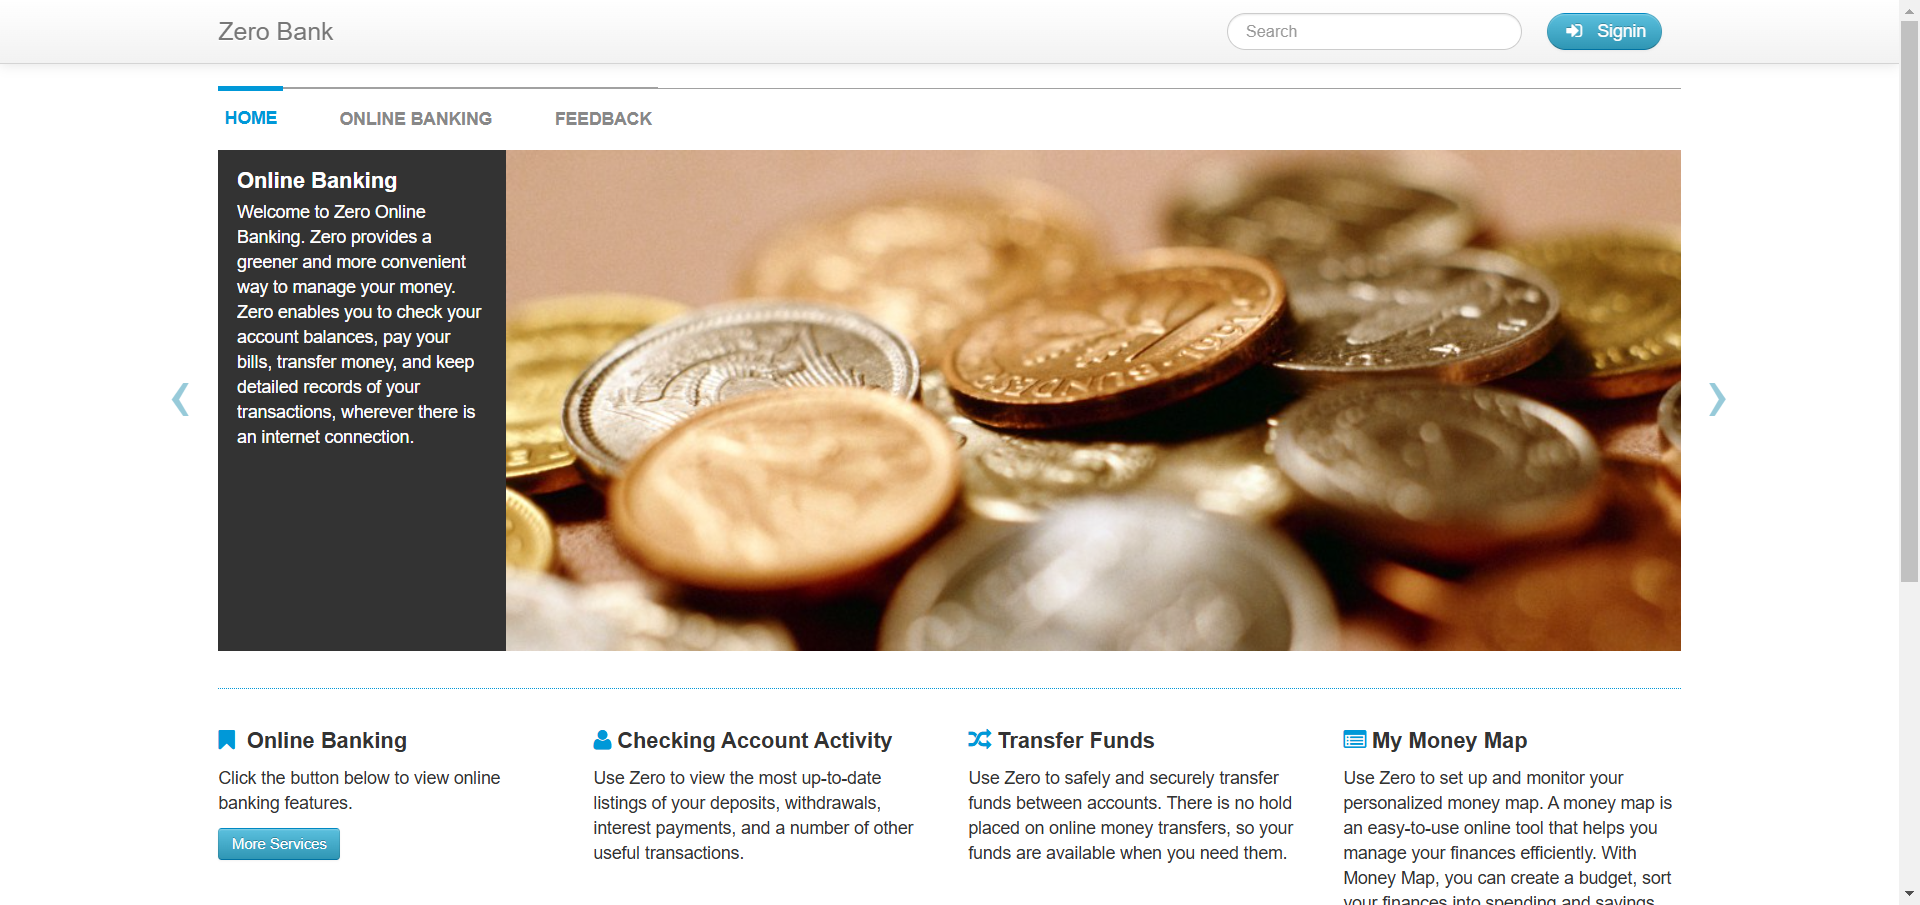 Zero Bank
Search
Signin
HOME
ONLINE BANKING
FEEDBACK
Online Banking
Welcome to Zero Online
Banking. Zero provides a
greener and more convenient
way to manage your money.
Zero enables you to check your
account balances, pay your
bills, transfer money, and keep
detailed records of your
transactions, wherever there is
an internet connection.
Online Banking
Click the button below to view online
banking features.
More Services
Checking Account Activity
Use Zero to view the most up-to-date
listings of your deposits, withdrawals,
interest payments, and a number of other
useful transactions.
Transfer Funds
Use Zero to safely and securely transfer
funds between accounts. There is no hold
placed on online money transfers, so your
funds are available when you need them.
My Money Map
Use Zero to set up and monitor your
personalized money map. A money map is
an easy-to-use online tool that helps you
manage your finances efficiently. With
Money Map, you can create a budget, sort
your finances into spending and savings